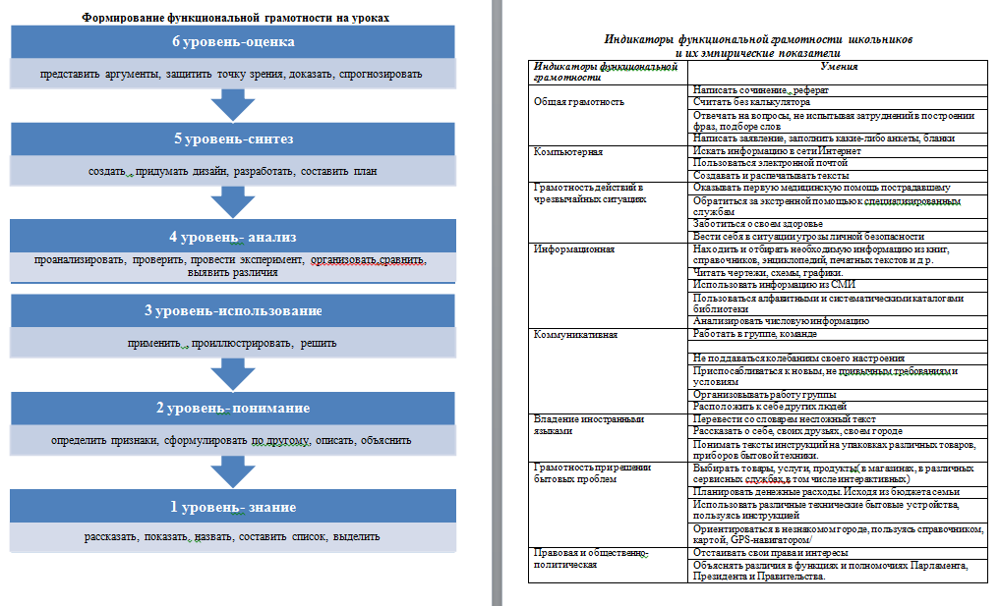 Формирование функциональной грамотности на уроках
6 уровень-оценка
представить аргументы, защитить точку зрения, доказать, спрогнозировать
5 уровень-синтез
создать, придумать дизайн, разработать, составить план
4 уровень- анализ
проанализировать, проверить, провести эксперимент, организовать,сравнить,
выявить различия
3 уровень-использование
применить , проиллюстрировать, решить
2 уровень- понимание
определить признаки, сформулировать по другому, описать, объяснить
1 уровень- знание
рассказать, показать, назвать, составить список, выделить
Индикаторы функциональной грамотности школьников
и их эмпирические показатели
Индикаторы функциональной
грамотности
Умения
Общая грамотность
Написать сочинение, реферат
Считать без калькулятора
Отвечать на вопросы, не испытывая затруднений в построении
фраз, подборе слов
Написать заявление, заполнить какие-либо анкеты, бланки
Компьютерная
Искать информацию в сети Интернет
Пользоваться электронной почтой
Создавать и распечатывать тексты
Грамотность действий в
чрезвычайных ситуациях
Оказывать первую медицинскую помощь пострадавшему
Обратиться за экстренной помощью к специализированным
службам
Заботиться о своем здоровье
Вести себя в ситуации угрозы личной безопасности
Информационная
Находить и отбирать необходимую информацию из книг,
справочников, энциклопедий, печатных текстов и др.
Читать чертежи, схемы, графики.
Использовать информацию из СМИ
Пользоваться алфавитными и систематическими каталогами
библиотеки
Анализировать числовую информацию
Коммуникативная
Работать в группе, команде
Не поддаваться колебаниям своего настроения
Приспосабливаться к новым, не привычным требованиям и
условиям
Организовывать работу группы
Расположить к себе других людей
Владение иностранными
языками
Перевести со словарем несложный текст
Рассказать о себе, своих друзьях, своем городе
Понимать тексты инструкций на упаковках различных товаров,
приборов бытовой техники.
Грамотность при решении
бытовых проблем
Выбирать товары, услуги, продукты( в магазинах, в различных
сервисных службах,в том числе интерактивных)
Планировать денежные расходы. Исходя из бюджета семьи
Использовать различные технические бытовые устройства,
пользуясь инструкцией
Ориентироваться в незнакомом городе, пользуясь справочником,
картой, GPS-навигатором/
Правовая и общественно-
политическая
Отстаивать свои права и интересы
Объяснять различия в функциях и полномочиях Парламента,
Президента и Правительства.